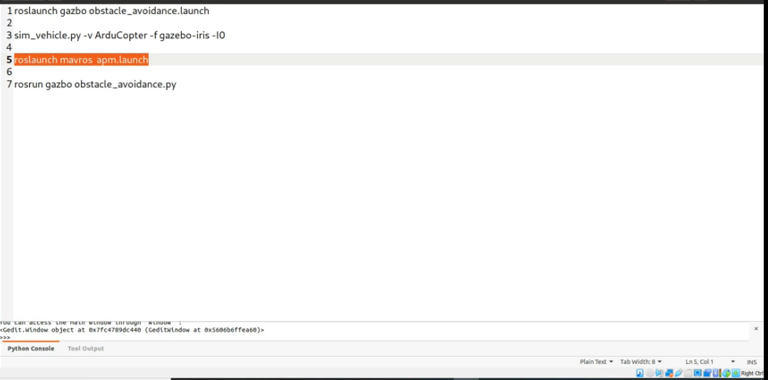 1 roslaunch gazbo obstacle_avoidance.launch
2
3 sim_vehicle.py -v ArduCopter -f gazebo-iris -I0
4
5 roslaunch mavros apm.launch
6
7 rosrun gazbo obstacle_avoidance.py
You can access the main window through 'window' :
<Gedit.Window object at 0x7fc4789dc440 (GeditWindow at 0x5606b6ffea60)>
>>>
Python Console Tool Output
Plain Text Tab Width: 8 Ln 5, Col 1 INS
Right Ctrl